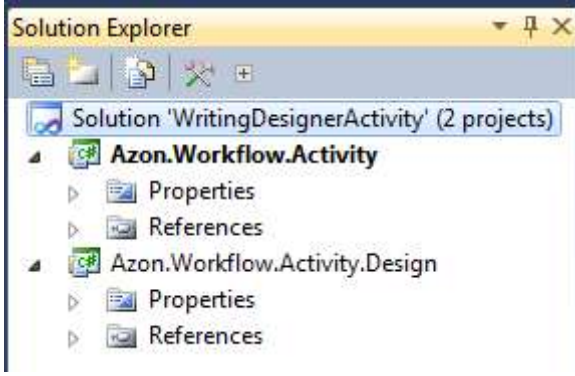 Solution Explorer
Solution 'WritingDesignerActivity' (2 projects)
Azon.Workflow.Activity
Properties
References
Azon.Workflow.Activity.Design
Properties
References